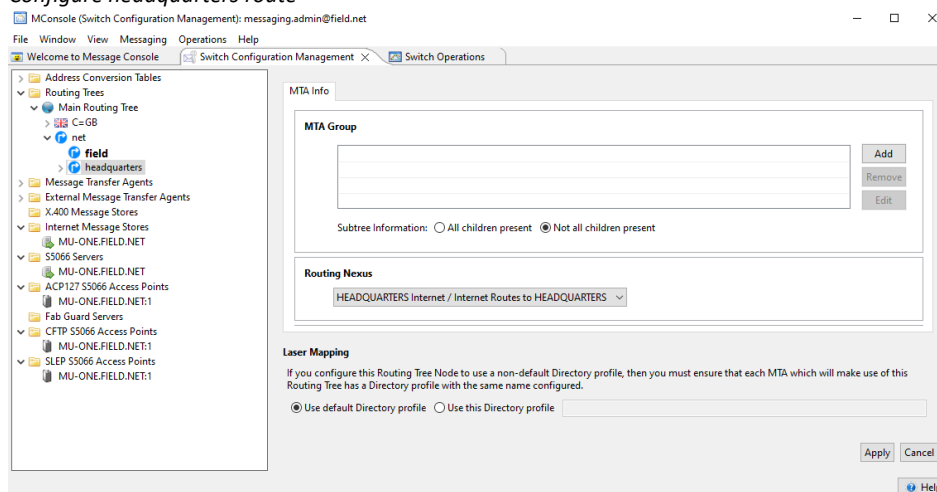 Configure headquarters route
MConsole (Switch Configuration Management): messaging.admin@field.net
File Window View Messaging Operations Help
Welcome to Message Console
Switch Configuration Management
Switch Operations
Address Conversion Tables
Routing Trees
Main Routing Tree
C=GB
net
field
headquarters
Message Transfer Agents
External Message Transfer Agents
X.400 Message Stores
Internet Message Stores
MU-ONE.FIELD.NET
S5066 Servers
MU-ONE.FIELD.NET
ACP127 S5066 Access Points
MU-ONE.FIELD.NET:1
Fab Guard Servers
CFTP S5066 Access Points
MU-ONE.FIELD.NET:1
SLEP S5066 Access Points
MU-ONE.FIELD.NET:1
MTA Info
MTA Group
Add
Remove
Edit
Subtree Information: All children present Not all children present
Routing Nexus
HEADQUARTERS Internet / Internet Routes to HEADQUARTERS
Laser Mapping
If you configure this Routing Tree Node to use a non-default Directory profile, then you must ensure that each MTA which will make use of this
Routing Tree has a Directory profile with the same name configured.
Use default Directory profile Use this Directory profile
Apply Cancel
Help